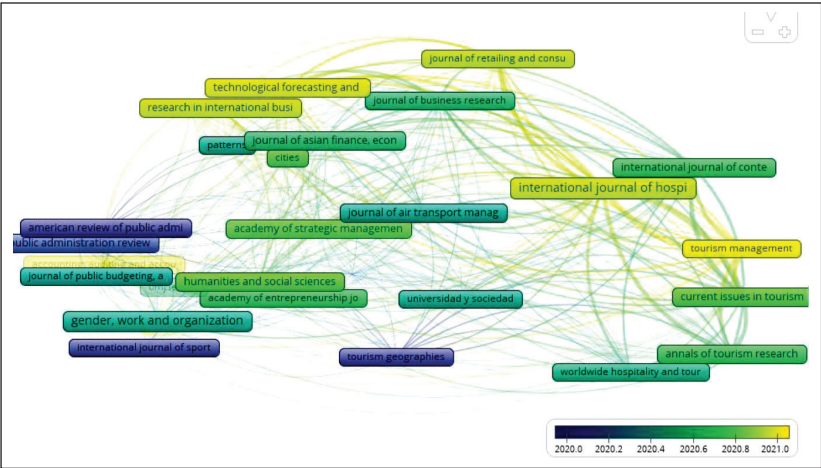 journal of retailing and consu
technological forecasting and
research in international busi
journal of business research
patterns
journal of asian finance, econ
cities
international journal of conte
international journal of hospi
journal of air transport manag
american review of public admi
academy of strategic managemen
public administration review
tourism management
accounting, auditing and accou
journal of public budgeting, a
humanities and social sciences
academy of entrepreneurship jo
universidad y sociedad
current issues in tourism
gender, work and organization
international journal of sport
tourism geographies
annals of tourism research
worldwide hospitality and tour
2020.0 2020.2 2020.4 2020.6 2020.8 2021.0